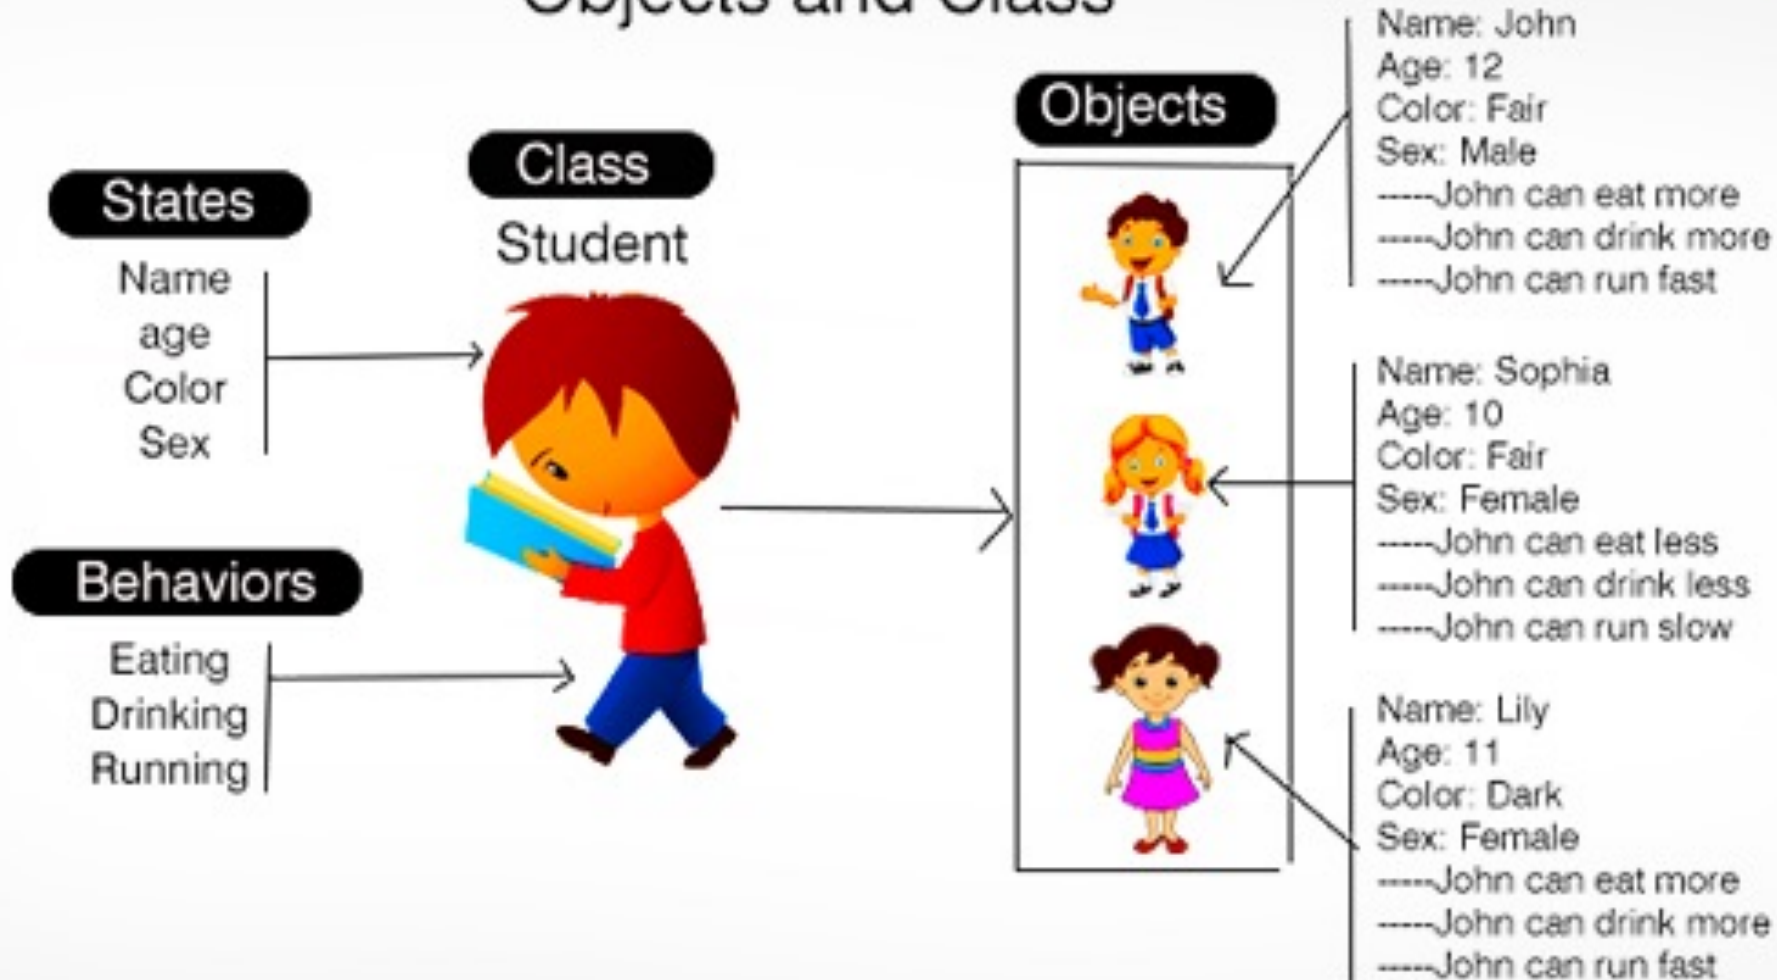 Objects and Class
States
Name
age
Color
Sex
Behaviors
Eating
Drinking
Running
Class
Student
Objects
Name: John
Age: 12
Color: Fair
Sex: Male
-----John can eat more
-----John can drink more
-----John can run fast
Name: Sophia
Age: 10
Color: Fair
Sex: Female
-----John can eat less
-----John can drink less
-----John can run slow
Name: Lily
Age: 11
Color: Dark
Sex: Female
-----John can eat more
-----John can drink more
-----John can run fast